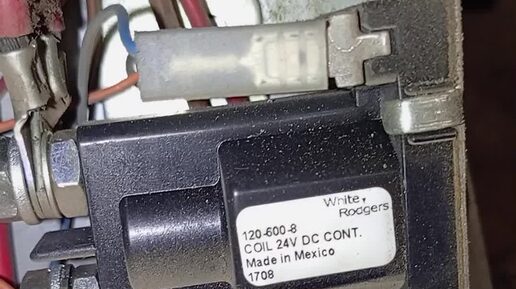 White
Rodgers
120-600-8
COIL 24V DC CONT.
Made in Mexico
1708